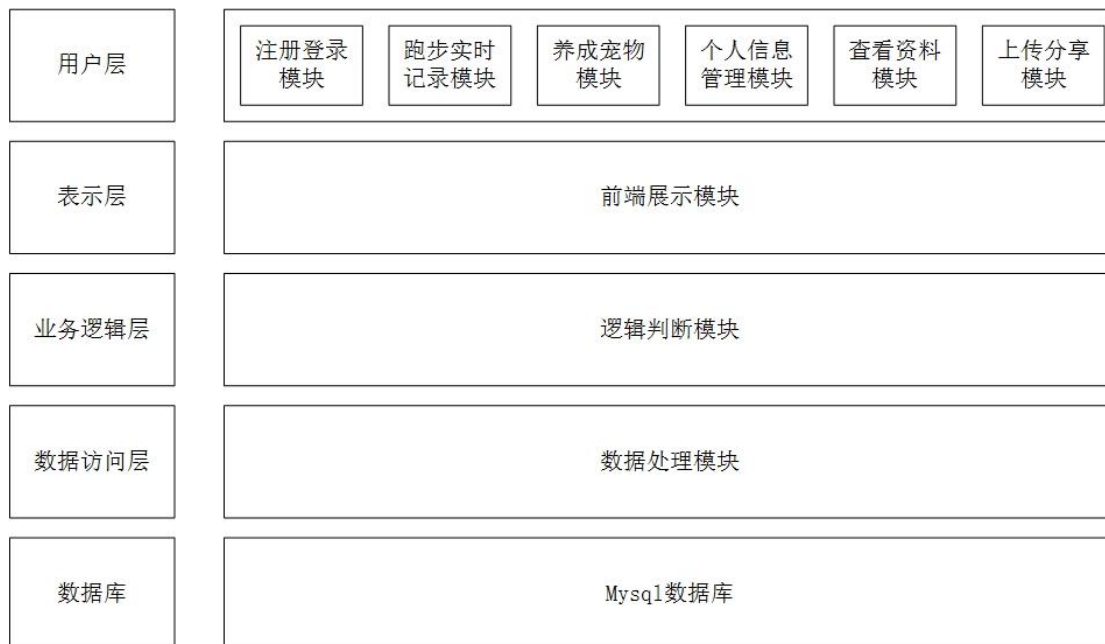 用户层
注册登录
模块
跑步实时
记录模块
养成宠物
模块
个人信息
管理模块
查看资料
模块
上传分享
模块
表示层
前端展示模块
业务逻辑层
逻辑判断模块
数据访问层
数据处理模块
数据库
Mysql数据库